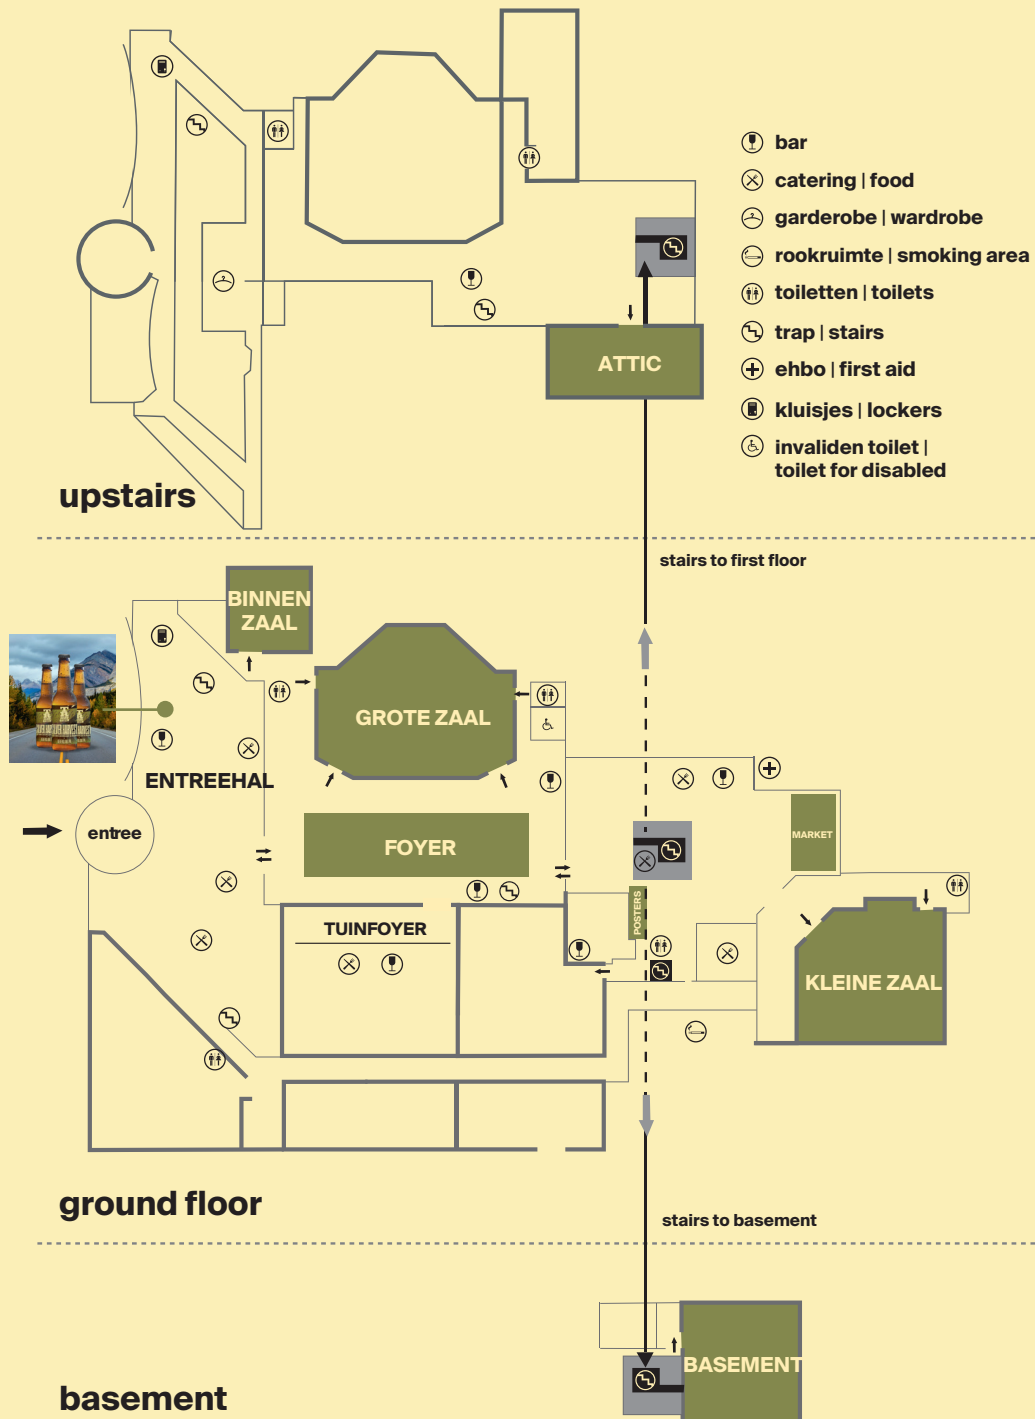 bar
catering | food
garderobe | wardrobe
rookruimte | smoking area
toiletten | toilets
trap | stairs
ehbo | first aid
kluisjes | lockers
invaliden toilet |
toilet for disabled
ATTIC
upstairs
stairs to first floor
BINNEN
ZAAL
GROTE ZAAL
ENTREEHAL
entree
FOYER
MARKET
POSTERS
TUINFOYER
KLEINE ZAAL
ground floor
stairs to basement
BASEMENT
basement